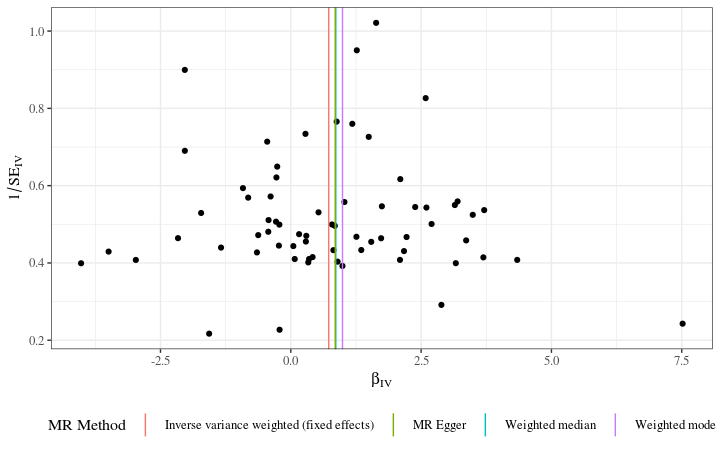 1.0
0.8
0.6
0.4
0.2
1/SE_IV
-2.5 0.0 2.5 5.0 7.5
β_IV
MR Method Inverse variance weighted (fixed effects) MR Egger Weighted median Weighted mode